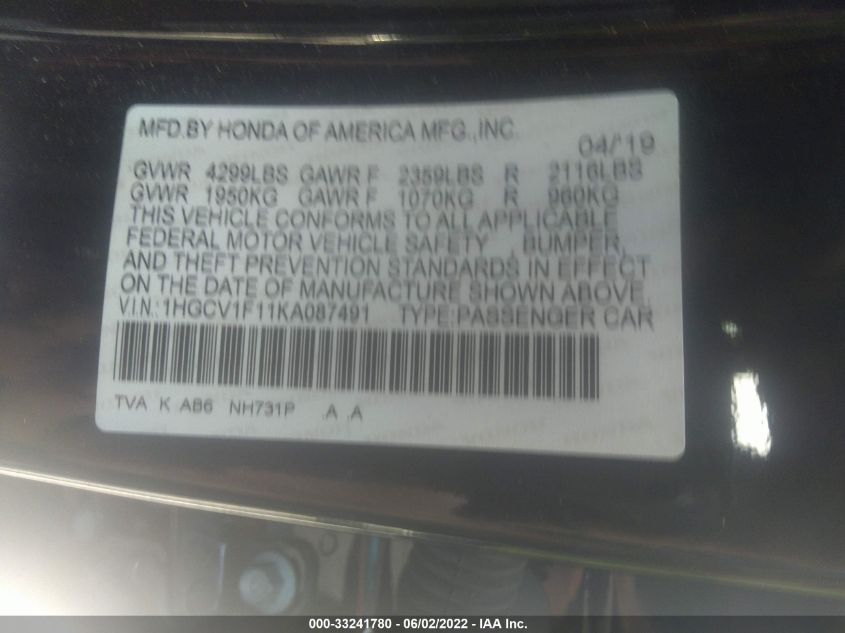 MFD.BY HONDA OF AMERICA MFG.,INC. 04/'19
GVWR 4299LBS GAWR F 2359LBS R 2116LBS
GVWR 1950KG GAWR F 1070KG R 960KG
THIS VEHICLE CONFORMS TO ALL APPLICABLE
FEDERAL MOTOR VEHICLE SAFETY , BUMPER,
AND THEFT PREVENTION STANDARDS IN EFFECT
ON THE DATE OF MANUFACTURE SHOWN ABOVE.
V.I.N.: 1HGCV1F11KA087491 TYPE:PASSENGER CAR
TVA K AB6 NH731P .A .A
000-33241780 - 06/02/2022 - IAA Inc.